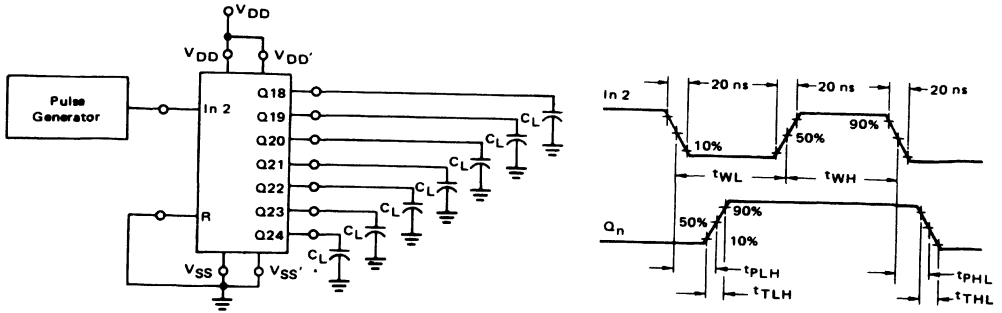 VDD
VDD
VDD'
Pulse
Generator
In 2
R
Q18
Q19
Q20
Q21
Q22
Q23
Q24
CL
CL
CL
CL
CL
CL
CL
VSS
VSS'
20 ns
20 ns
20 ns
In 2
10%
50%
90%
tWL
tWH
Qn
50%
90%
10%
tPLH
tTLH
tPHL
tTHL